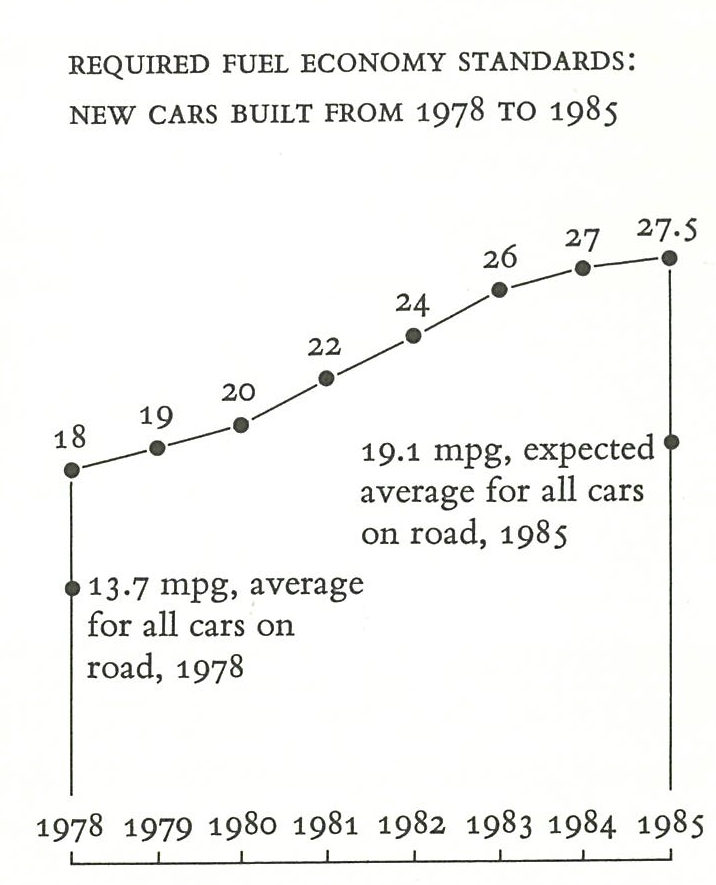 REQUIRED FUEL ECONOMY STANDARDS:
NEW CARS BUILT FROM 1978 TO 1985
27.5
27
26
24
22
20
19
18
19.1 mpg, expected
average for all cars
on road, 1985
13.7 mpg, average
for all cars on
road, 1978
1978 1979 1980 1981 1982 1983 1984 1985